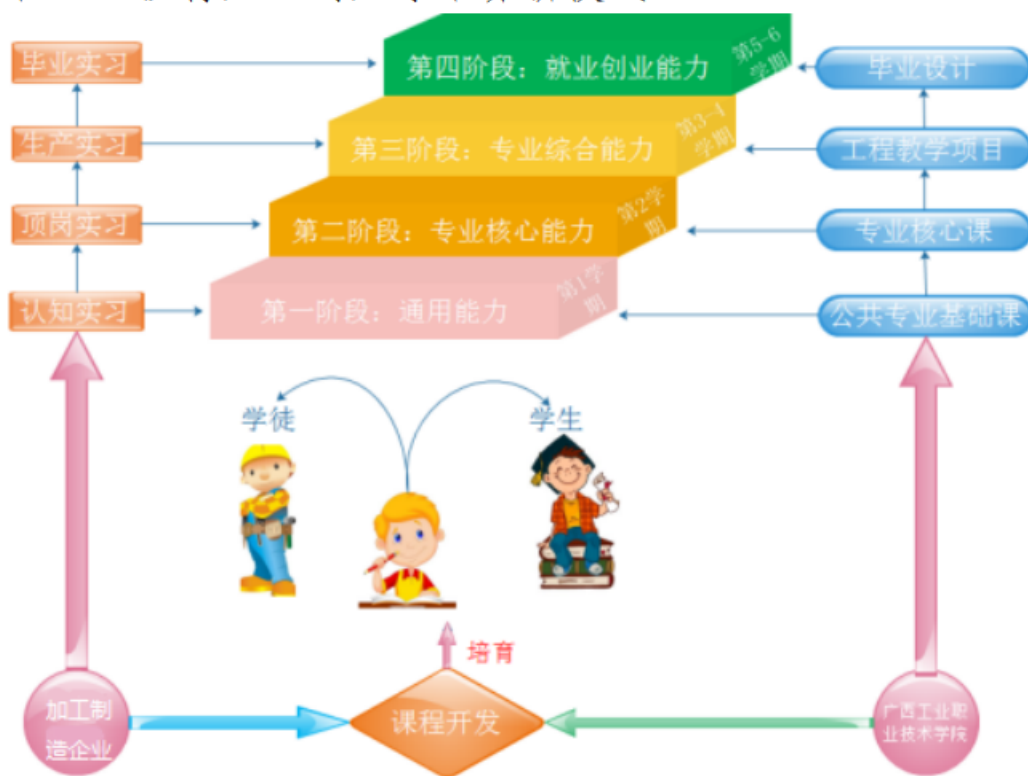 毕业实习
第四阶段：就业创业能力
第5-6
学期
毕业设计
生产实习
第三阶段：专业综合能力
第3-4
学期
工程教学项目
顶岗实习
第二阶段：专业核心能力
第2学
期
专业核心课
认知实习
第一阶段：通用能力
第1学
期
公共专业基础课
学徒
学生
培育
加工制
造企业
课程开发
广西工业职
业技术学院